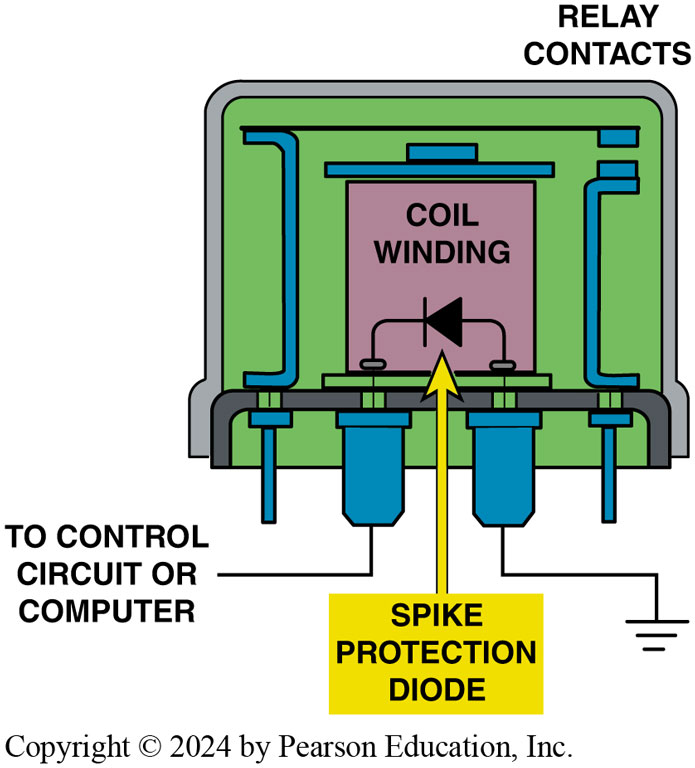 RELAY
CONTACTS
COIL
WINDING
TO CONTROL
CIRCUIT OR
COMPUTER
SPIKE
PROTECTION
DIODE
Copyright © 2024 by Pearson Education, Inc.